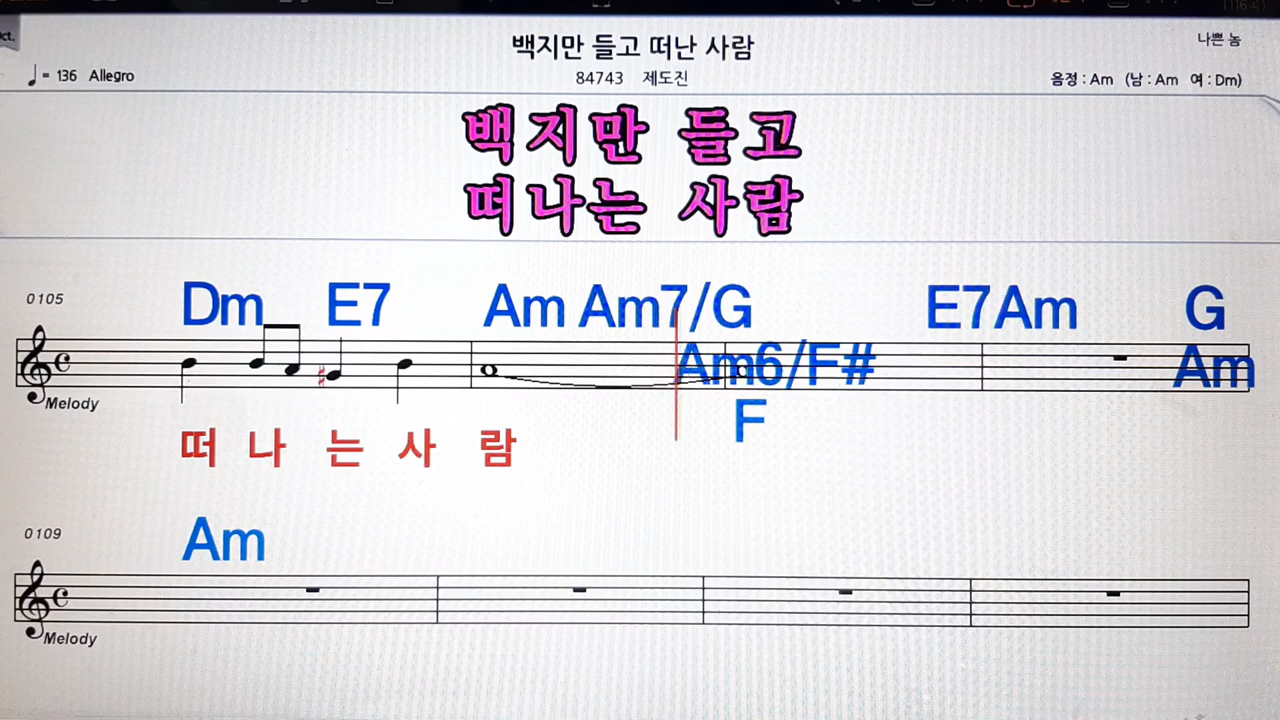 ct.
백지만 들고 떠난 사람
나쁜 놈
♩= 136 Allegro
84743 제도진
음정 : Am (남 : Am 여 : Dm)
백지만 들고
떠나는 사람
0105
Dm E7 Am Am7/G E7Am G
Am6/F# Am
F
Melody
떠 나 는 사 람
0109
Am
Melody